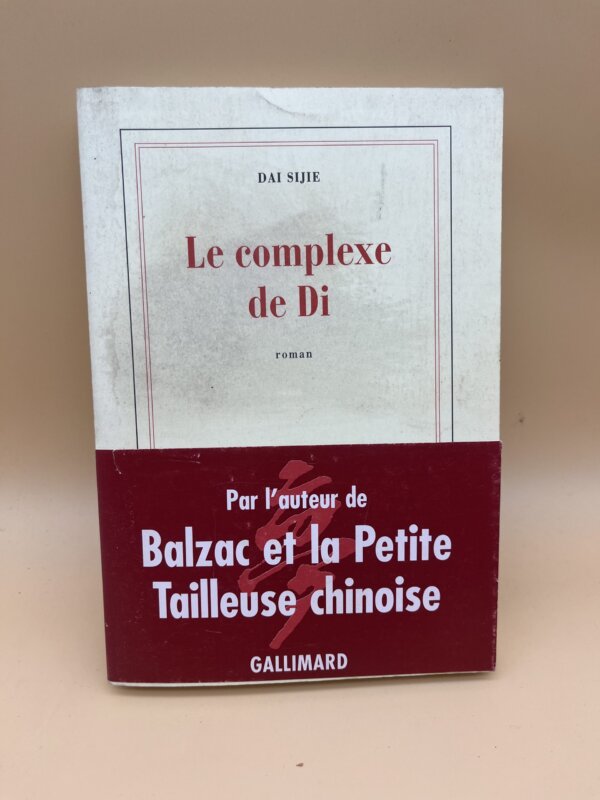 DAI SIJIE
Le complexe
de Di
roman
Par l'auteur de
Balzac et la Petite
Tailleuse chinoise
GALLIMARD